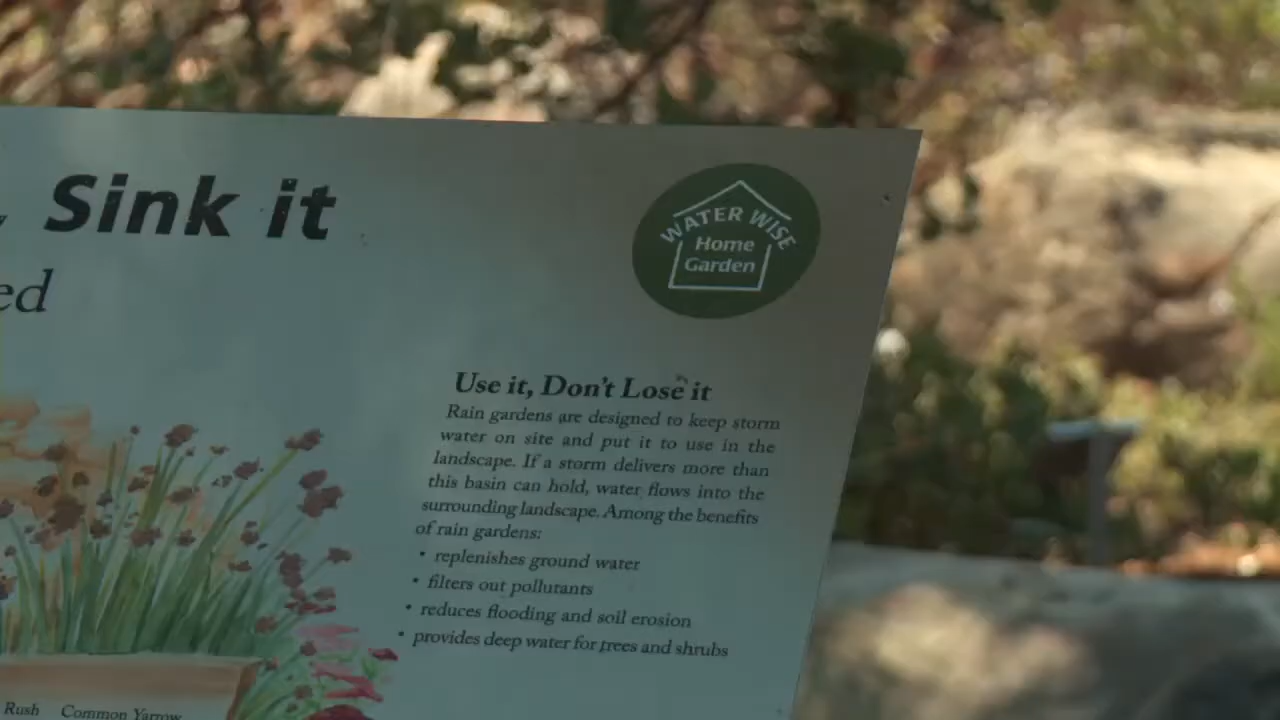 Sink it
WATER WISE
Home
Garden
Use it, Don't Lose it
Rain gardens are designed to keep storm
water on site and put it to use in the
landscape. If a storm delivers more than
this basin can hold, water flows into the
surrounding landscape. Among the benefits
of rain gardens:
• replenishes ground water
• filters out pollutants
• reduces flooding and soil erosion
• provides deep water for trees and shrubs
Rush Common Yarrow